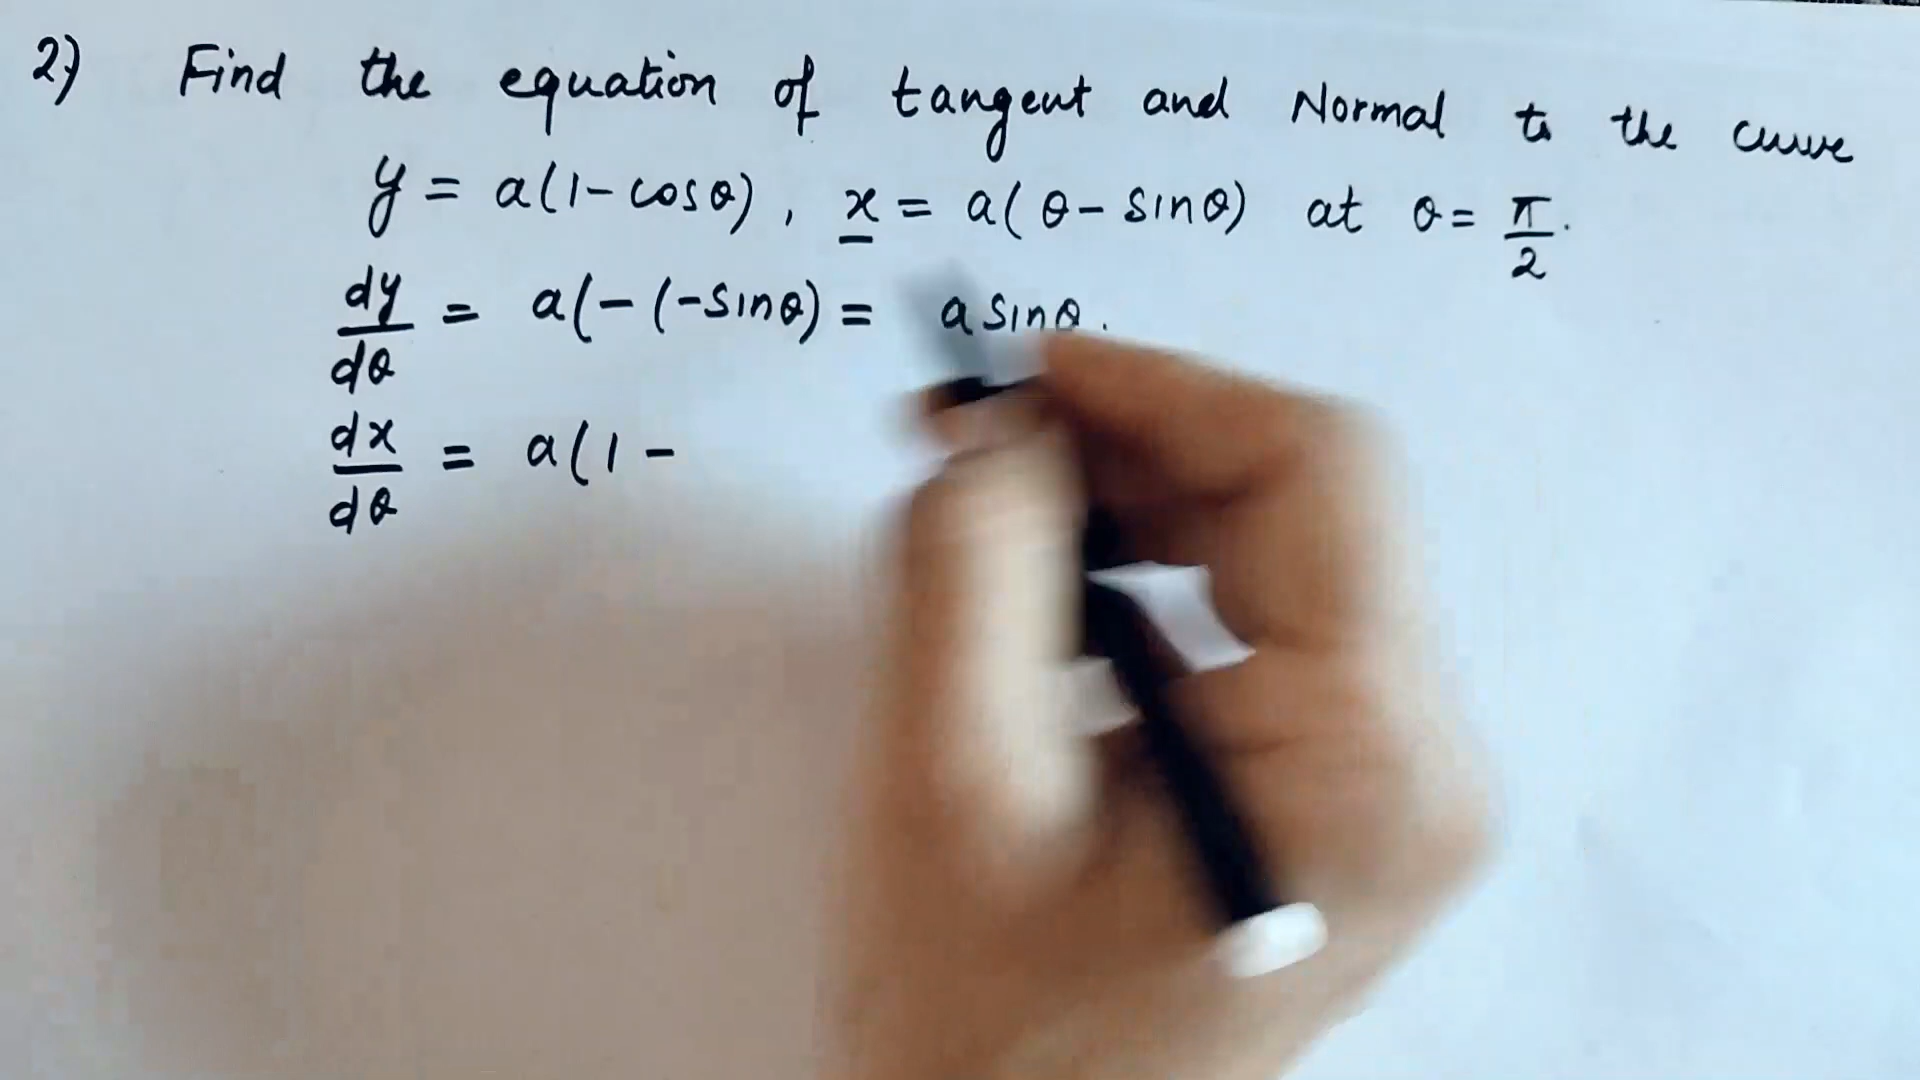 2) Find the equation of tangent and Normal to the curve
y = a(1-cosθ), x = a(θ-sinθ) at θ = π/2.
dy/dθ = a(-(-sinθ) = a sinθ.
dx/dθ = a(1 -